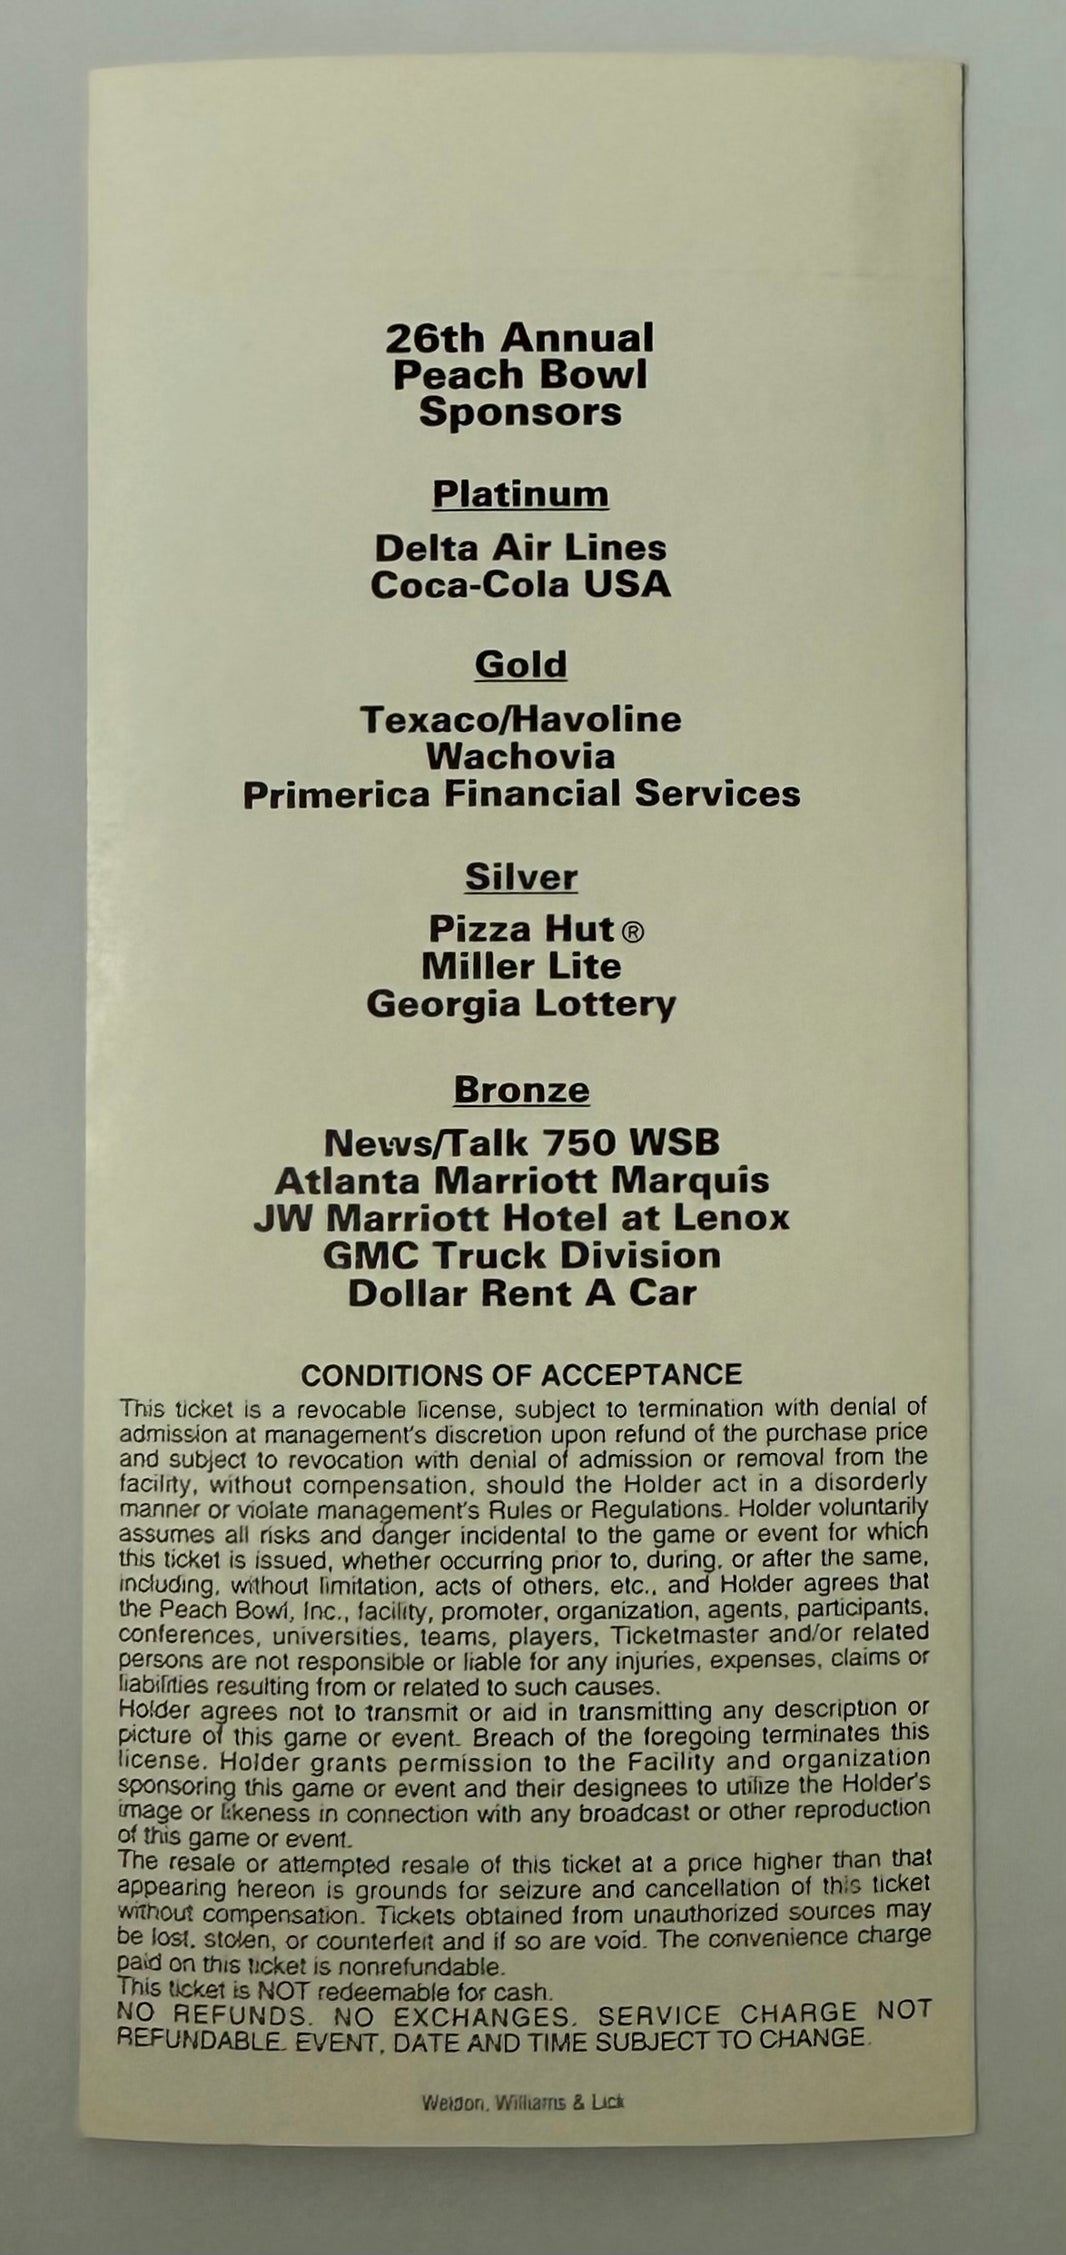 26th Annual
Peach Bowl
Sponsors
Platinum
Delta Air Lines
Coca-Cola USA
Gold
Texaco/Havoline
Wachovia
Primerica Financial Services
Silver
Pizza Hut ®
Miller Lite
Georgia Lottery
Bronze
News/Talk 750 WSB
Atlanta Marriott Marquis
JW Marriott Hotel at Lenox
GMC Truck Division
Dollar Rent A Car
CONDITIONS OF ACCEPTANCE
This ticket is a revocable license, subject to termination with denial of
admission at management's discretion upon refund of the purchase price
and subject to revocation with denial of admission or removal from the
facility, without compensation, should the Holder act in a disorderly
manner or violate management's Rules or Regulations. Holder voluntarily
assumes all risks and danger incidental to the game or event for which
this ticket is issued, whether occurring prior to, during, or after the same,
including, without limitation, acts of others, etc., and Holder agrees that
the Peach Bowl, Inc., facility, promoter, organization, agents, participants,
conferences, universities, teams, players, Ticketmaster and/or related
persons are not responsible or liable for any injuries, expenses, claims or
liabilities resulting from or related to such causes.
Holder agrees not to transmit or aid in transmitting any description or
picture of this game or event. Breach of the foregoing terminates this
license. Holder grants permission to the Facility and organization
sponsoring this game or event and their designees to utilize the Holder's
image or likeness in connection with any broadcast or other reproduction
of this game or event.
The resale or attempted resale of this ticket at a price higher than that
appearing hereon is grounds for seizure and cancellation of this ticket
without compensation. Tickets obtained from unauthorized sources may
be lost, stolen, or counterfeit and if so are void. The convenience charge
paid on this ticket is nonrefundable.
This ticket is NOT redeemable for cash.
NO REFUNDS. NO EXCHANGES. SERVICE CHARGE NOT
REFUNDABLE. EVENT, DATE AND TIME SUBJECT TO CHANGE.
Weldon, Williams & Lick